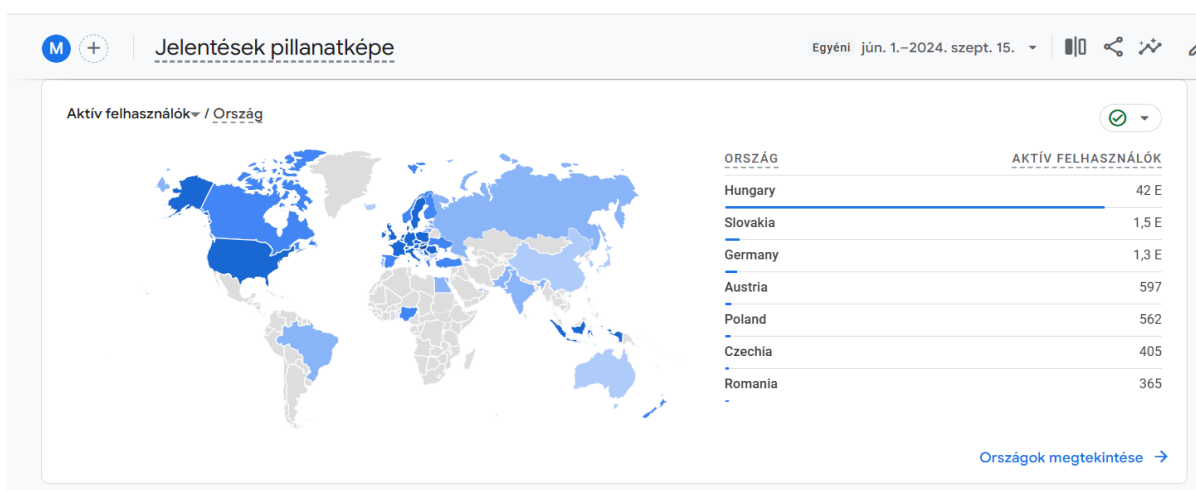 M + Jelentések pillanatképe Egyéni jún. 1.–2024. szept. 15.
Aktív felhasználók / Ország
ORSZÁG AKTÍV FELHASZNÁLÓK
Hungary 42 E
Slovakia 1,5 E
Germany 1,3 E
Austria 597
Poland 562
Czechia 405
Romania 365
Országok megtekintése →